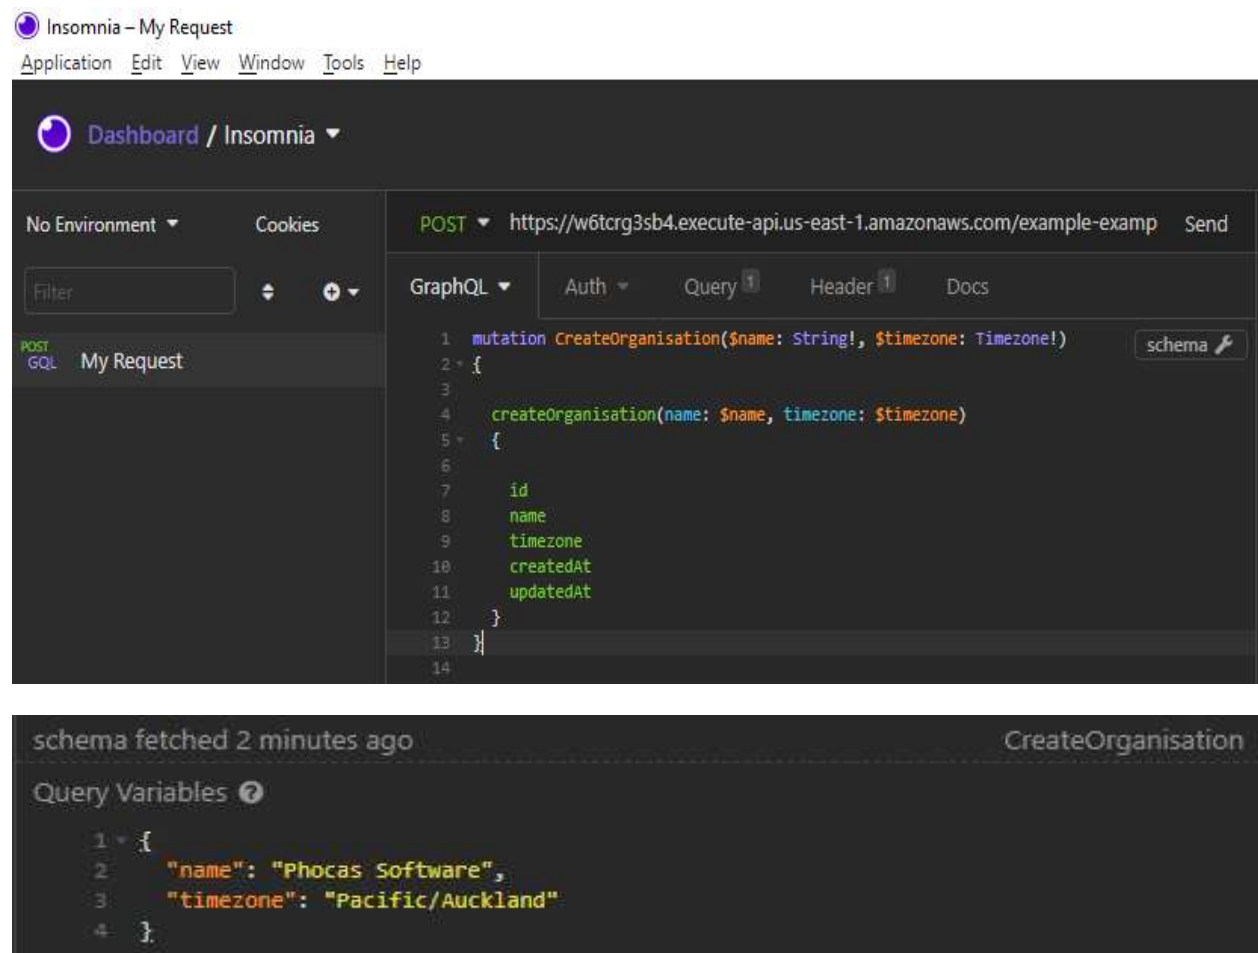 Insomnia – My Request
Application Edit View Window Tools Help
Dashboard / Insomnia
No Environment Cookies
POST https://w6tcrg3sb4.execute-api.us-east-1.amazonaws.com/example-examp Send
Filter
GraphQL Auth Query 1 Header 1 Docs
POST
GQL My Request
schema
1 mutation CreateOrganisation($name: String!, $timezone: Timezone!)
2 {
3
4 createOrganisation(name: $name, timezone: $timezone)
5 {
6
7 id
8 name
9 timezone
10 createdAt
11 updatedAt
12 }
13 }
14
schema fetched 2 minutes ago CreateOrganisation
Query Variables ?
1 {
2 "name": "Phocas Software",
3 "timezone": "Pacific/Auckland"
4 }